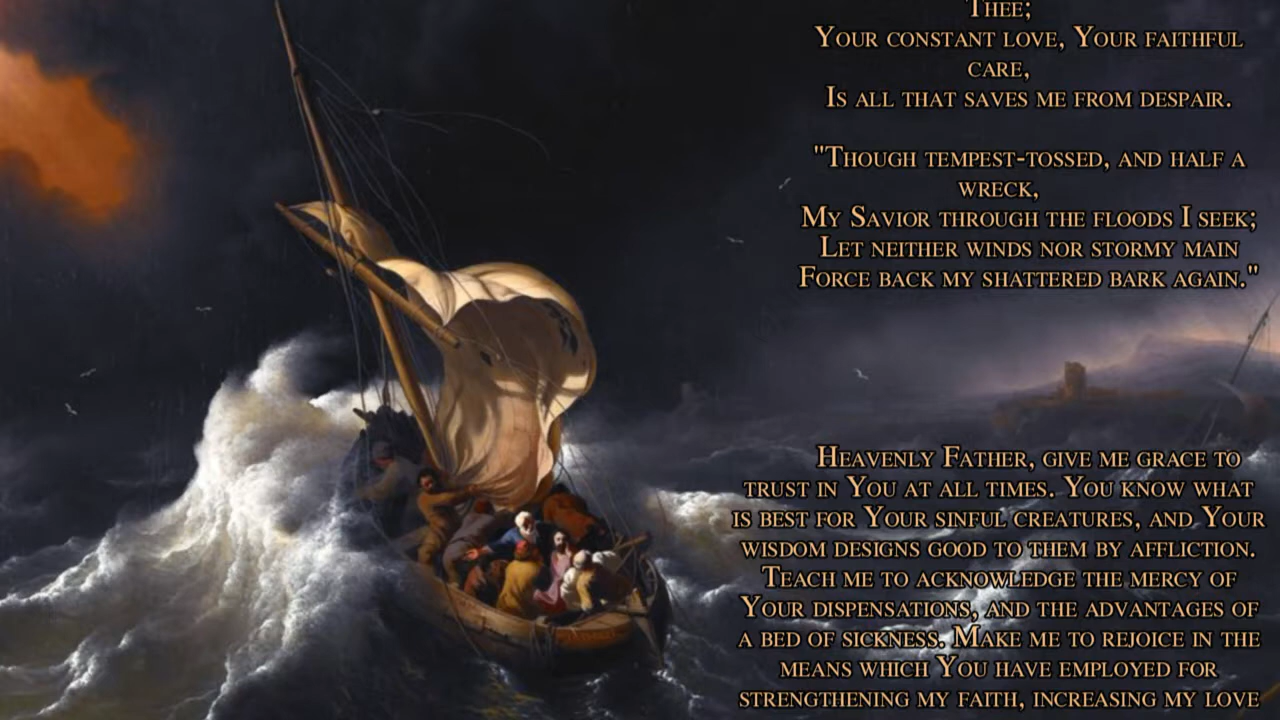 Thee;
Your constant love, Your faithful
care,
Is all that saves me from despair.
"Though tempest-tossed, and half a
wreck,
My Savior through the floods I seek;
Let neither winds nor stormy main
Force back my shattered bark again."
Heavenly Father, give me grace to
trust in You at all times. You know what
is best for Your sinful creatures, and Your
wisdom designs good to them by affliction.
Teach me to acknowledge the mercy of
Your dispensations, and the advantages of
a bed of sickness. Make me to rejoice in the
means which You have employed for
strengthening my faith, increasing my love